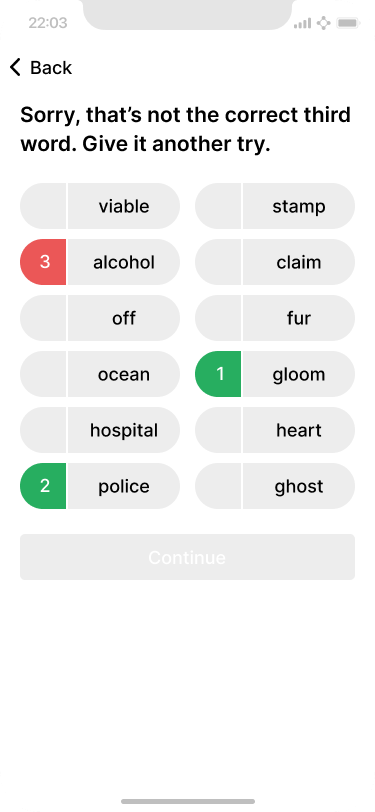 22:03
Back
Sorry, that's not the correct third
word. Give it another try.
viable
stamp
3 alcohol
claim
off
fur
ocean
1 gloom
hospital
heart
2 police
ghost
Continue